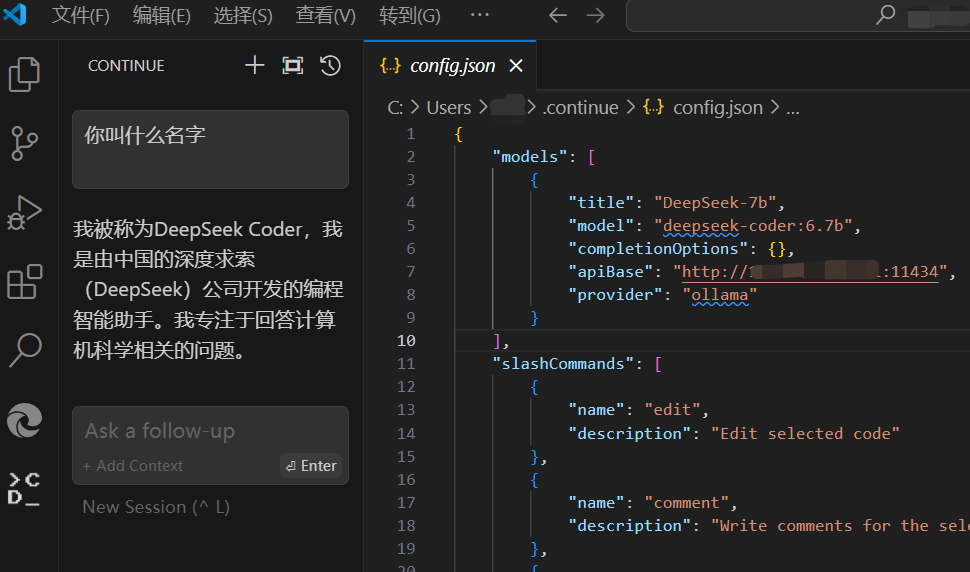 文件(F) 编辑(E) 选择(S) 查看(V) 转到(G) ···
CONTINUE
你叫什么名字
我被称为DeepSeek Coder，我
是由中国的深度求索
（DeepSeek）公司开发的编程
智能助手。我专注于回答计算
机科学相关的问题。
Ask a follow-up
+ Add Context
Enter
New Session (^ L)
{..} config.json
C: > Users > > .continue > {..} config.json > ...
1 {
2 "models": [
3 {
4 "title": "DeepSeek-7b",
5 "model": "deepseek-coder:6.7b",
6 "completionOptions": {},
7 "apiBase": "http:// :11434",
8 "provider": "ollama"
9 }
10 ],
11 "slashCommands": [
12 {
13 "name": "edit",
14 "description": "Edit selected code"
15 },
16 {
17 "name": "comment",
18 "description": "Write comments for the
19 },
20 {